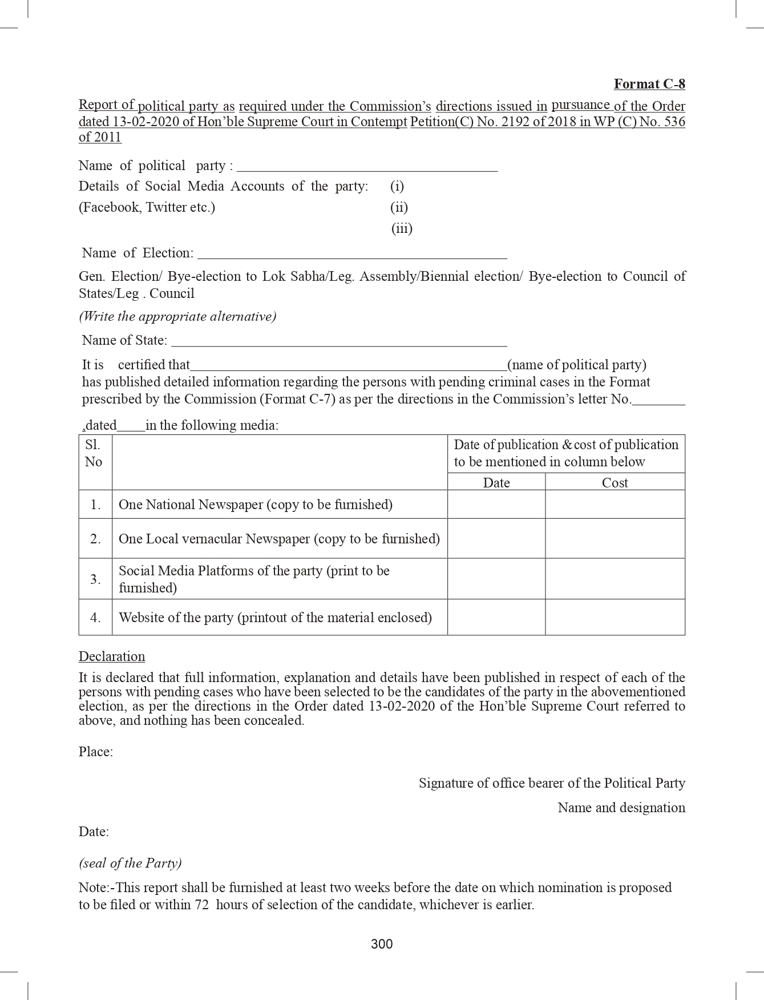 Format C-8
Report of political party as required under the Commission’s directions issued in pursuance of the Order
dated 13-02-2020 of Hon’ble Supreme Court in Contempt Petition(C) No. 2192 of 2018 in WP (C) No. 536
of 2011
Name of political party : ______________________________
Details of Social Media Accounts of the party: (i)
(Facebook, Twitter etc.) (ii)
(iii)
Name of Election: ______________________________
Gen. Election/ Bye-election to Lok Sabha/Leg. Assembly/Biennial election/ Bye-election to Council of
States/Leg . Council
(Write the appropriate alternative)
Name of State: ______________________________
It is certified that______________________________(name of political party)
has published detailed information regarding the persons with pending criminal cases in the Format
prescribed by the Commission (Format C-7) as per the directions in the Commission’s letter No.________
,dated____in the following media:
Sl.
No
Date of publication & cost of publication
to be mentioned in column below
Date Cost
1. One National Newspaper (copy to be furnished)
2. One Local vernacular Newspaper (copy to be furnished)
3. Social Media Platforms of the party (print to be
furnished)
4. Website of the party (printout of the material enclosed)
Declaration
It is declared that full information, explanation and details have been published in respect of each of the
persons with pending cases who have been selected to be the candidates of the party in the abovementioned
election, as per the directions in the Order dated 13-02-2020 of the Hon’ble Supreme Court referred to
above, and nothing has been concealed.
Place:
Signature of office bearer of the Political Party
Name and designation
Date:
(seal of the Party)
Note:-This report shall be furnished at least two weeks before the date on which nomination is proposed
to be filed or within 72 hours of selection of the candidate, whichever is earlier.
300